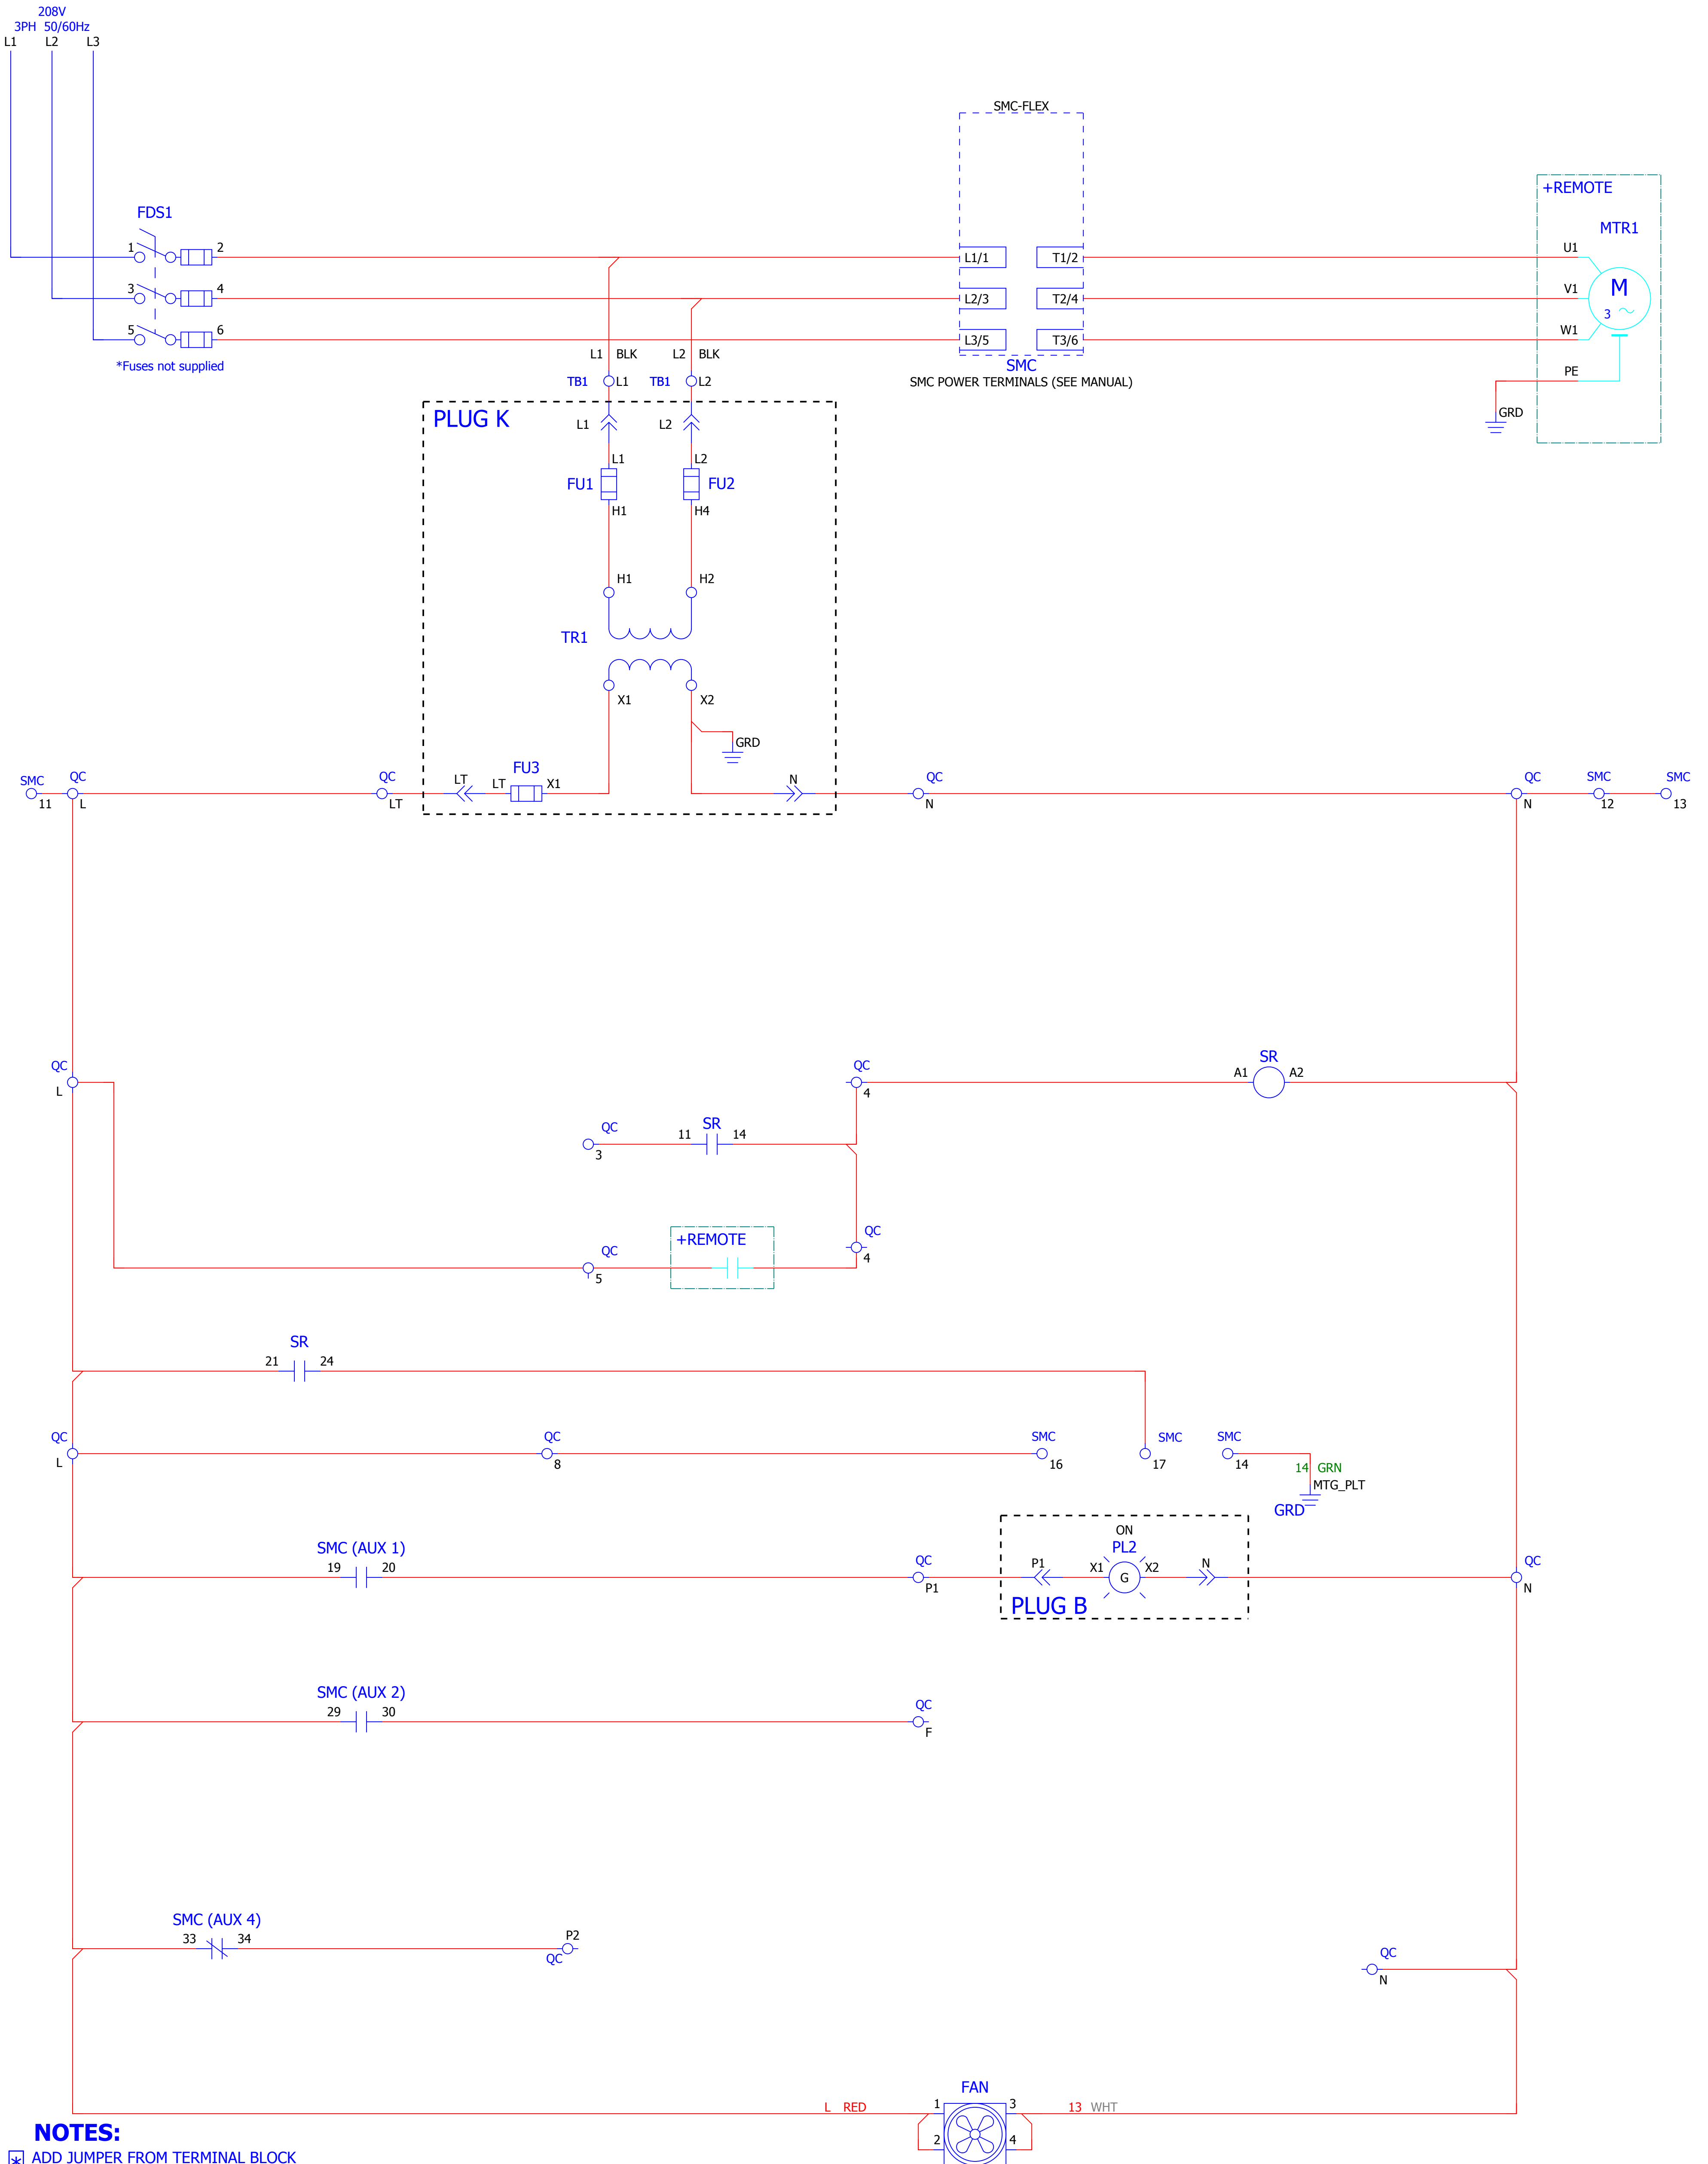 208V
3PH 50/60Hz
L1 L2 L3
SMC-FLEX
+REMOTE
MTR1
FDS1
1 2
3 4
5 6
*Fuses not supplied
L1/1 T1/2
L2/3 T2/4
L3/5 T3/6
SMC
SMC POWER TERMINALS (SEE MANUAL)
U1
V1
W1
PE
M
3
GRD
L1 BLK L2 BLK
TB1 L1 TB1 L2
PLUG K
L1 L2
L1 L2
FU1 FU2
H1 H4
H1 H2
TR1
X1 X2
GRD
SMC QC QC LT LT FU3 X1 N QC QC SMC SMC
11 L LT N N 12 13
QC QC SR
L 4 A1 A2
QC SR
3 11 14
+REMOTE QC
QC 4
5
SR
21 24
QC QC SMC SMC SMC
L 8 16 17 14
14 GRN
MTG_PLT
GRD
SMC (AUX 1)
19 20
QC
P1
ON
PL2
P1 X1 G X2 N
PLUG B
QC
N
SMC (AUX 2)
29 30
QC
F
SMC (AUX 4)
33 34
P2
QC
QC
N
FAN
L RED 1 3 13 WHT
2 4
NOTES:
* ADD JUMPER FROM TERMINAL BLOCK